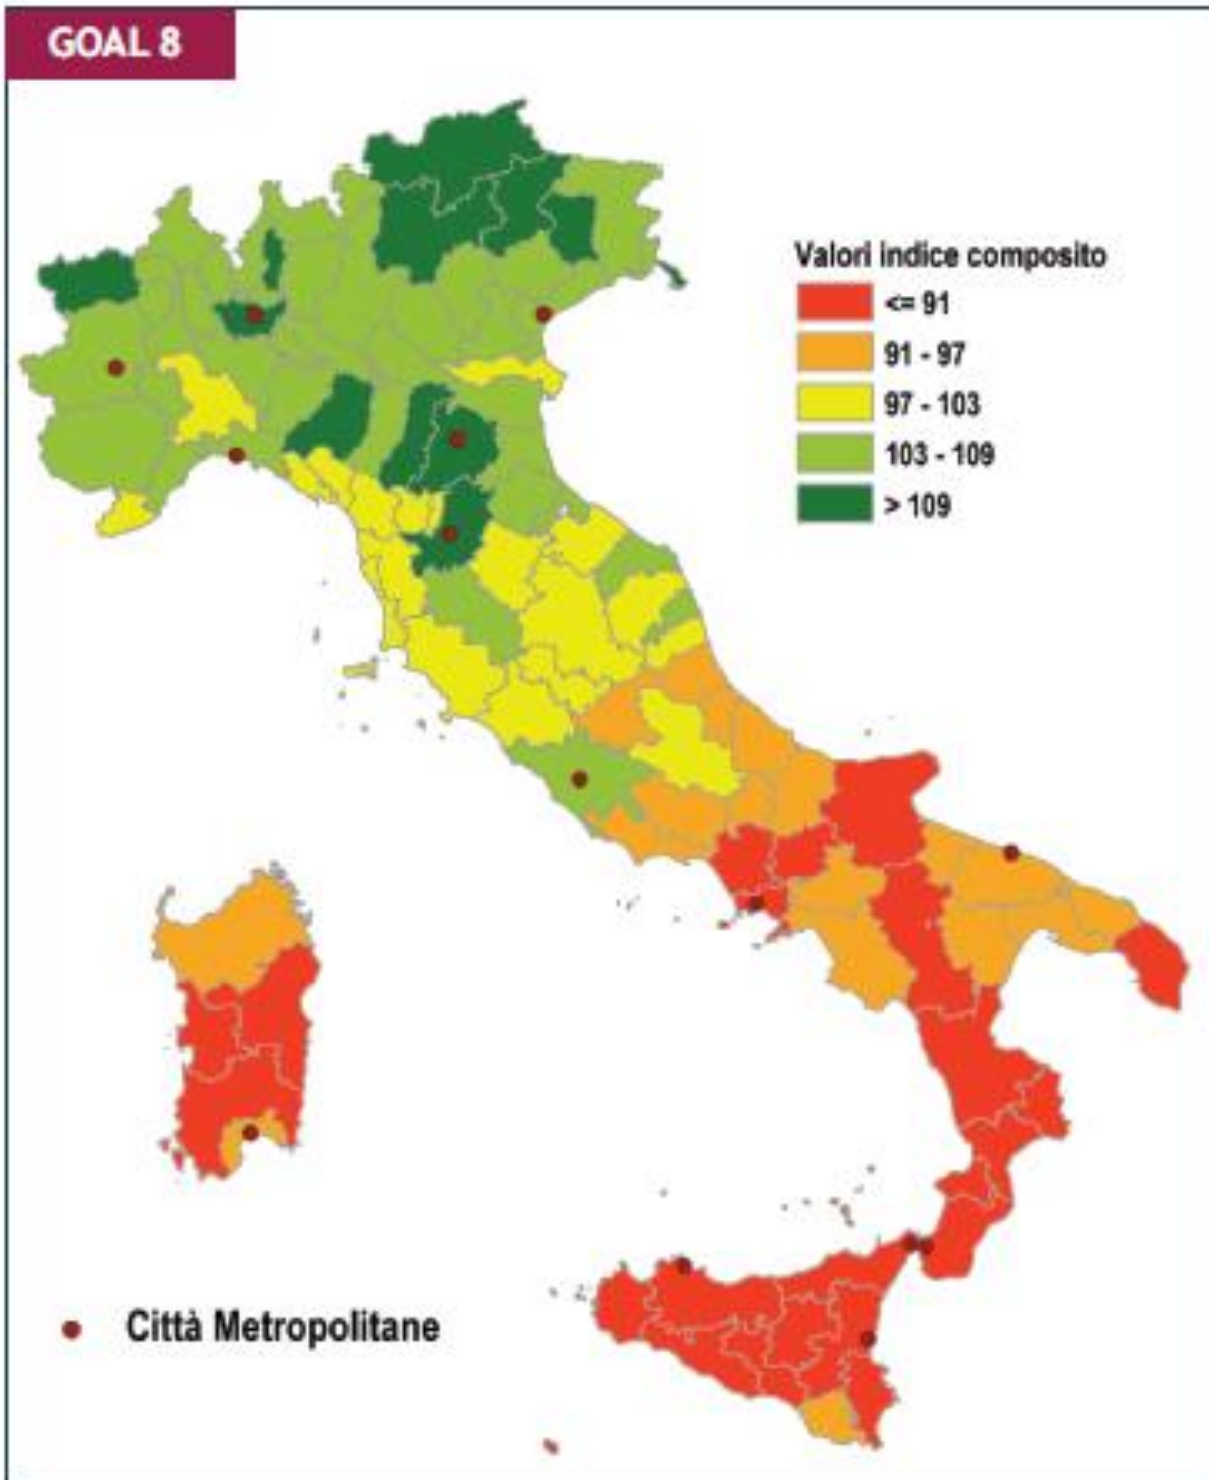 GOAL 8
Valori indice composito
<= 91
91 - 97
97 - 103
103 - 109
> 109
Città Metropolitane